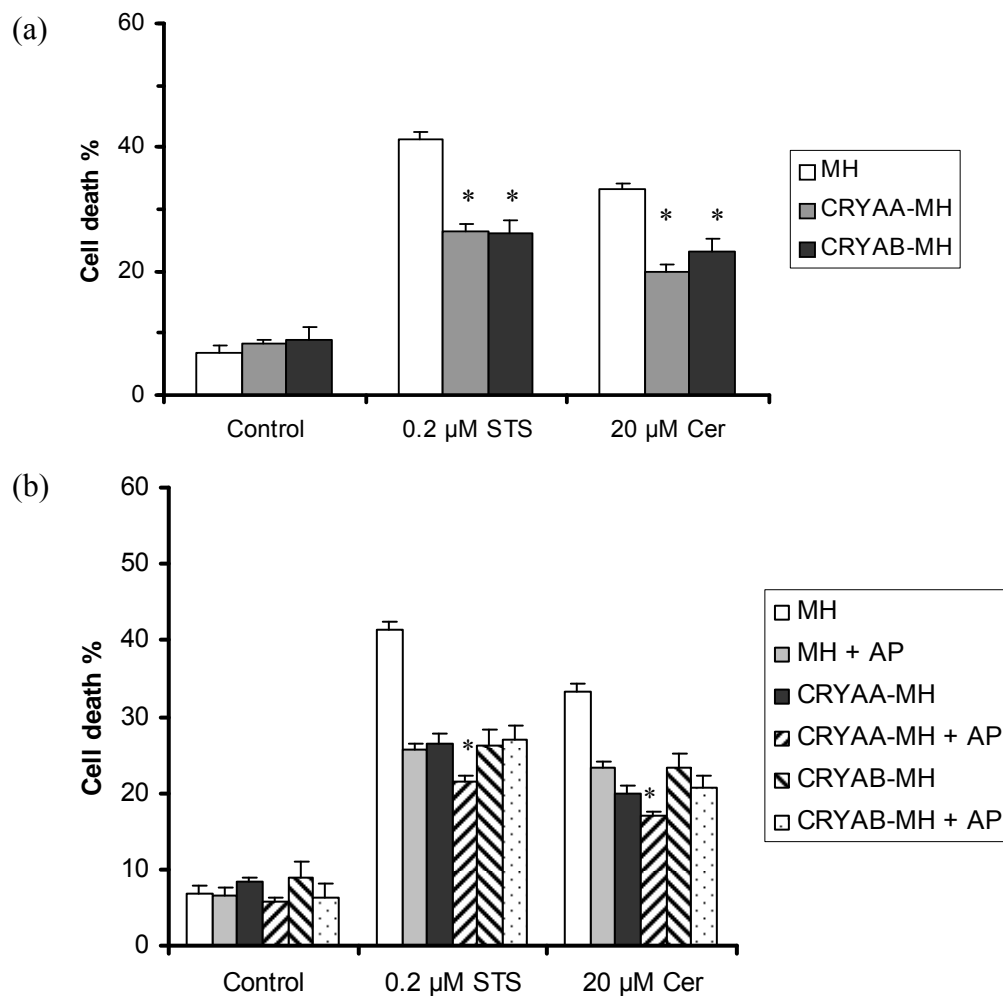 (a)
60
40
20
0
Cell death %
Control
0.2 µM STS
20 µM Cer
* *
* *
MH
CRYAA-MH
CRYAB-MH
(b)
60
50
40
30
20
10
0
Cell death %
Control
0.2 µM STS
20 µM Cer
*
*
MH
MH + AP
CRYAA-MH
CRYAA-MH + AP
CRYAB-MH
CRYAB-MH + AP